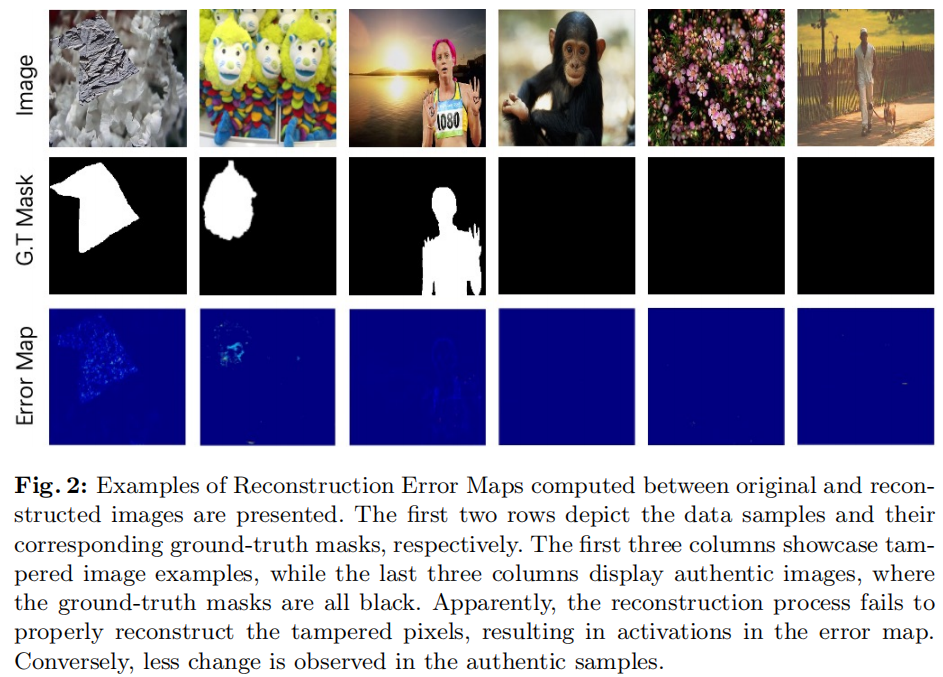 Image
G.T Mask
Error Map
1080
Fig. 2: Examples of Reconstruction Error Maps computed between original and recon-
structed images are presented. The first two rows depict the data samples and their
corresponding ground-truth masks, respectively. The first three columns showcase tam-
pered image examples, while the last three columns display authentic images, where
the ground-truth masks are all black. Apparently, the reconstruction process fails to
properly reconstruct the tampered pixels, resulting in activations in the error map.
Conversely, less change is observed in the authentic samples.